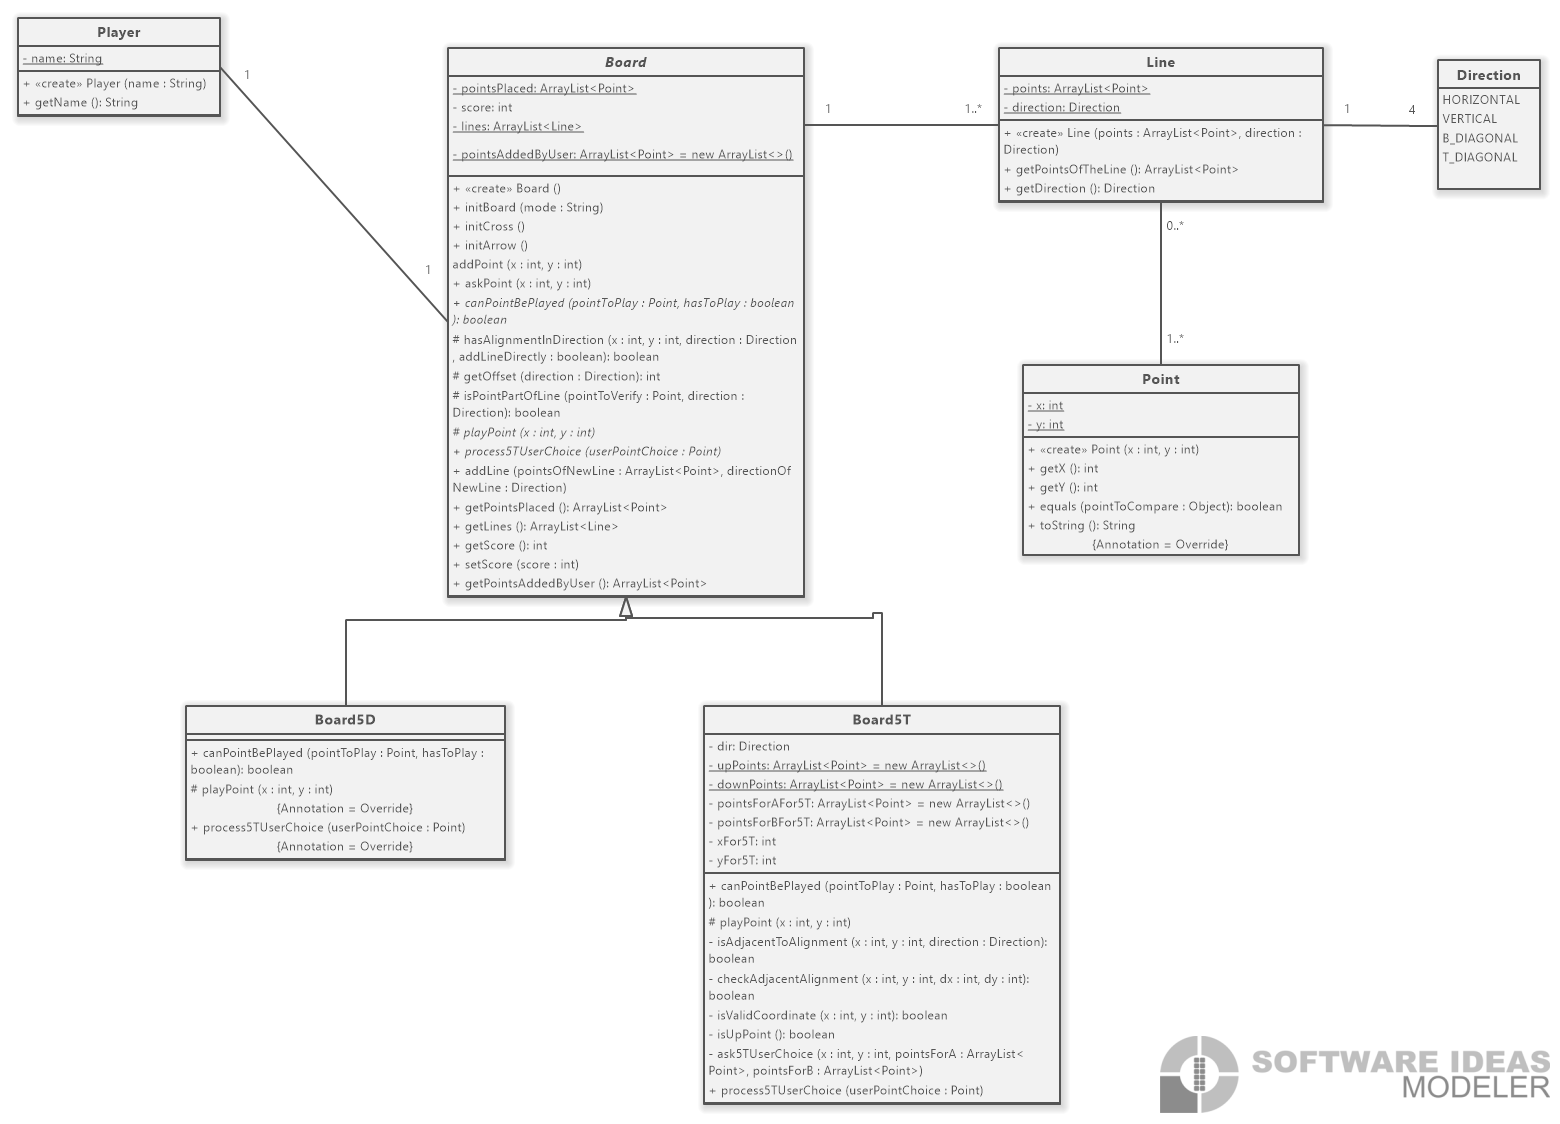 Player
- name: String
+ «create» Player (name : String)
+ getName (): String
1
1
Board
- pointsPlaced: ArrayList<Point>
- score: int
- lines: ArrayList<Line>
- pointsAddedByUser: ArrayList<Point> = new ArrayList<>()
+ «create» Board ()
+ initBoard (mode : String)
+ initCross ()
+ initArrow ()
addPoint (x : int, y : int)
+ askPoint (x : int, y : int)
+ canPointBePlayed (pointToPlay : Point, hasToPlay : boolean
): boolean
# hasAlignmentInDirection (x : int, y : int, direction : Direction
, addLineDirectly : boolean): boolean
# getOffset (direction : Direction): int
# isPointPartOfLine (pointToVerify : Point, direction :
Direction): boolean
# playPoint (x : int, y : int)
+ process5TUserChoice (userPointChoice : Point)
+ addLine (pointsOfNewLine : ArrayList<Point>, directionOf
NewLine : Direction)
+ getPointsPlaced (): ArrayList<Point>
+ getLines (): ArrayList<Line>
+ getScore (): int
+ setScore (score : int)
+ getPointsAddedByUser (): ArrayList<Point>
1
1..*
Line
- points: ArrayList<Point>
- direction: Direction
+ «create» Line (points : ArrayList<Point>, direction :
Direction)
+ getPointsOfTheLine (): ArrayList<Point>
+ getDirection (): Direction
1
4
Direction
HORIZONTAL
VERTICAL
B_DIAGONAL
T_DIAGONAL
0..*
1..*
Point
- x: int
- y: int
+ «create» Point (x : int, y : int)
+ getX (): int
+ getY (): int
+ equals (pointToCompare : Object): boolean
+ toString (): String
{Annotation = Override}
Board5D
+ canPointBePlayed (pointToPlay : Point, hasToPlay :
boolean): boolean
# playPoint (x : int, y : int)
{Annotation = Override}
+ process5TUserChoice (userPointChoice : Point)
{Annotation = Override}
Board5T
- dir: Direction
- upPoints: ArrayList<Point> = new ArrayList<>()
- downPoints: ArrayList<Point> = new ArrayList<>()
- pointsForAFor5T: ArrayList<Point> = new ArrayList<>()
- pointsForBFor5T: ArrayList<Point> = new ArrayList<>()
- xFor5T: int
- yFor5T: int
+ canPointBePlayed (pointToPlay : Point, hasToPlay : boolean
): boolean
# playPoint (x : int, y : int)
- isAdjacentToAlignment (x : int, y : int, direction : Direction):
boolean
- checkAdjacentAlignment (x : int, y : int, dx : int, dy : int):
boolean
- isValidCoordinate (x : int, y : int): boolean
- isUpPoint (): boolean
- ask5TUserChoice (x : int, y : int, pointsForA : ArrayList<
Point>, pointsForB : ArrayList<Point>)
+ process5TUserChoice (userPointChoice : Point)
SOFTWARE IDEAS
MODELER